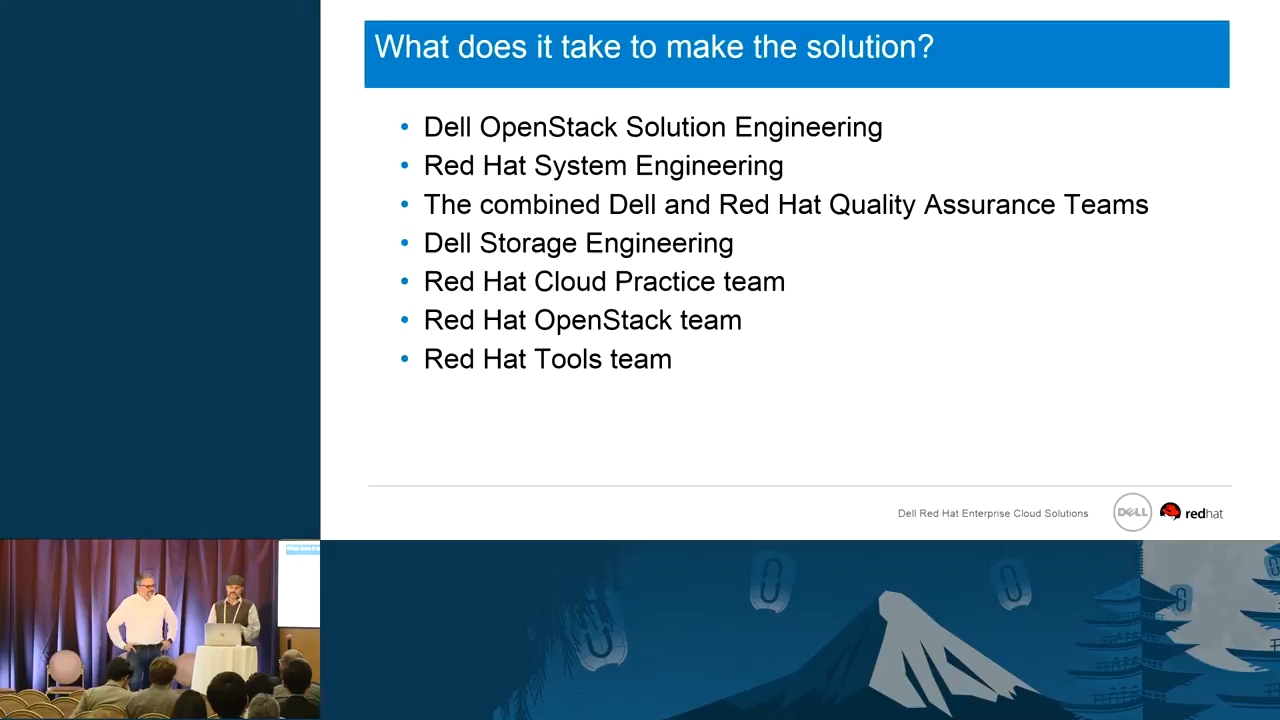 What does it take to make the solution?
• Dell OpenStack Solution Engineering
• Red Hat System Engineering
• The combined Dell and Red Hat Quality Assurance Teams
• Dell Storage Engineering
• Red Hat Cloud Practice team
• Red Hat OpenStack team
• Red Hat Tools team
Dell Red Hat Enterprise Cloud Solutions
DELL
redhat